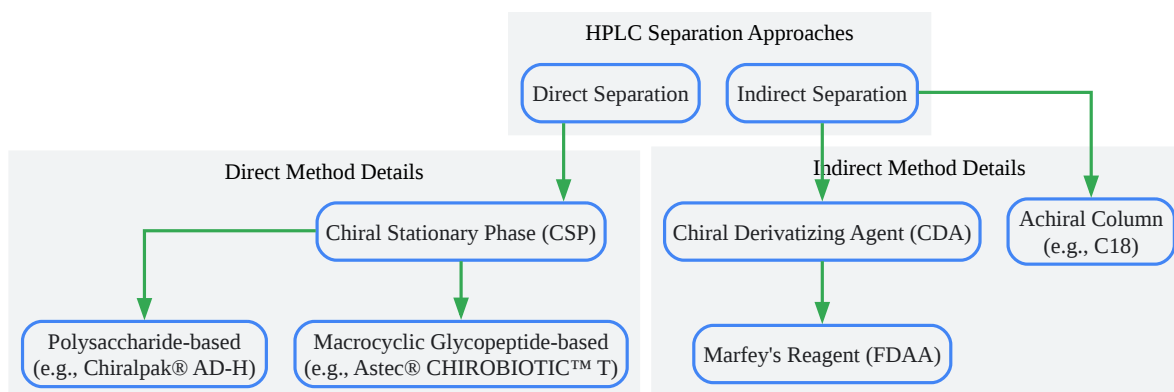 HPLC Separation Approaches
Direct Separation
Indirect Separation
Direct Method Details
Indirect Method Details
Chiral Stationary Phase (CSP)
Chiral Derivatizing Agent (CDA)
Achiral Column
(e.g., C18)
Polysaccharide-based
(e.g., Chiralpak® AD-H)
Macrocyclic Glycopeptide-based
(e.g., Astec® CHIROBIOTIC™ T)
Marfey's Reagent (FDAA)